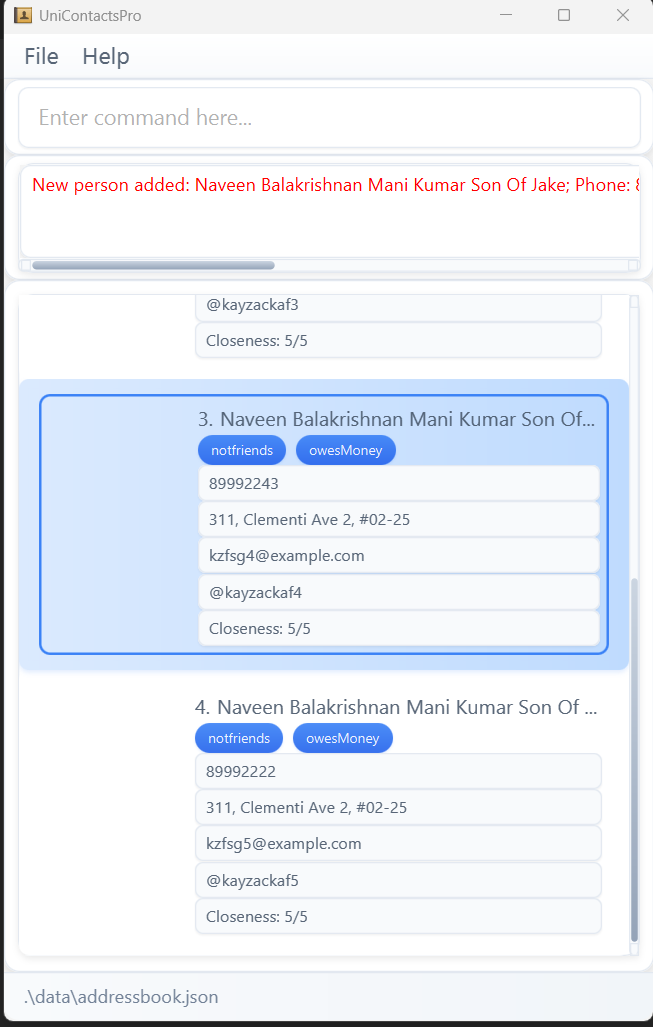 UniContactsPro
File Help
Enter command here...
New person added: Naveen Balakrishnan Mani Kumar Son Of Jake; Phone: 8
@kayzackaf3
Closeness: 5/5
3. Naveen Balakrishnan Mani Kumar Son Of...
notfriends owesMoney
89992243
311, Clementi Ave 2, #02-25
kzfsg4@example.com
@kayzackaf4
Closeness: 5/5
4. Naveen Balakrishnan Mani Kumar Son Of ...
notfriends owesMoney
89992222
311, Clementi Ave 2, #02-25
kzfsg5@example.com
@kayzackaf5
Closeness: 5/5
.\data\addressbook.json